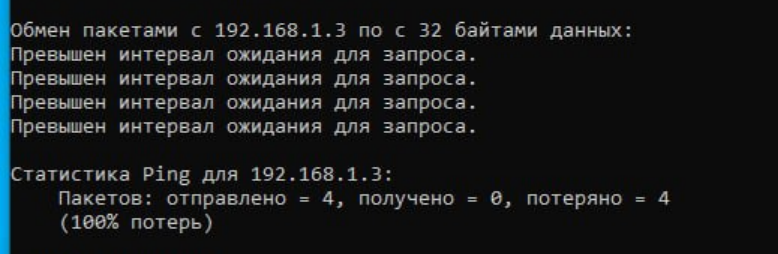 Обмен пакетами с 192.168.1.3 по с 32 байтами данных:
Превышен интервал ожидания для запроса.
Превышен интервал ожидания для запроса.
Превышен интервал ожидания для запроса.
Превышен интервал ожидания для запроса.
Статистика Ping для 192.168.1.3:
Пакетов: отправлено = 4, получено = 0, потеряно = 4
(100% потерь)